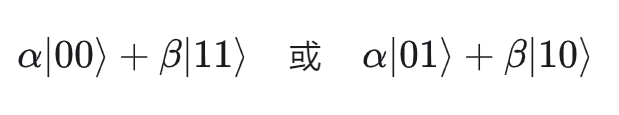 α|00⟩ + β|11⟩ 或 α|01⟩ + β|10⟩